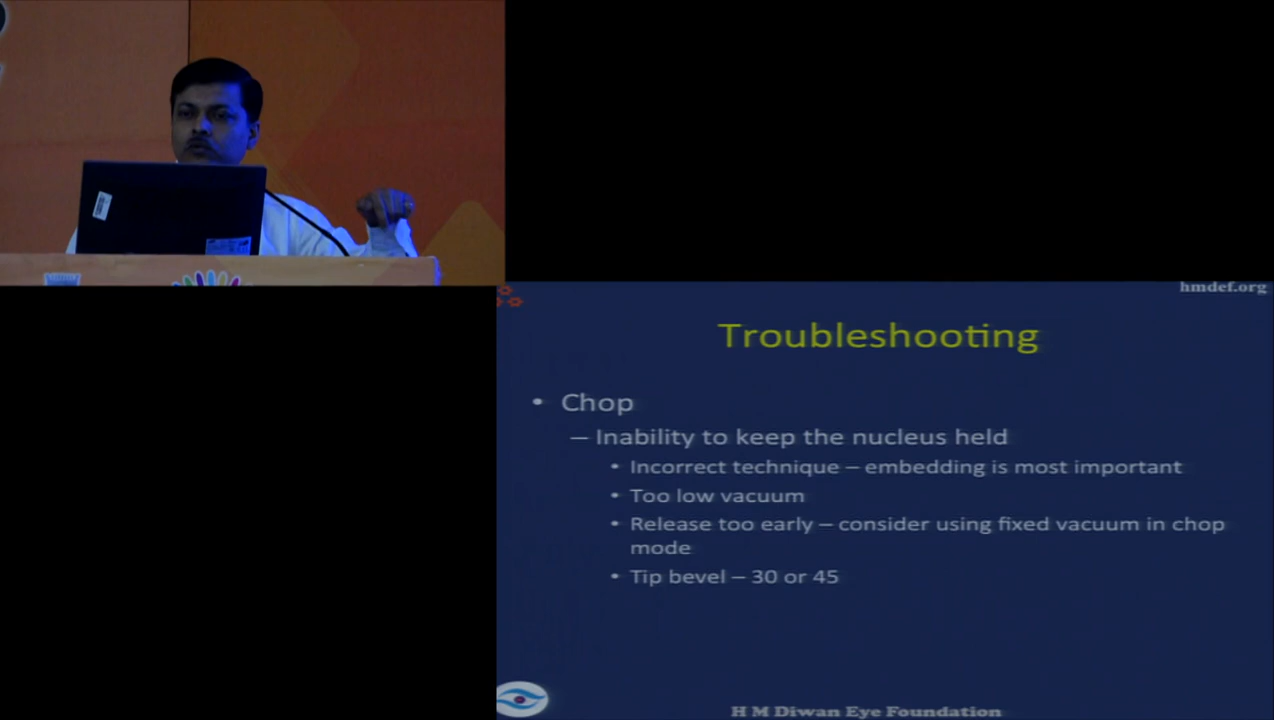 hmdef.org
Troubleshooting
• Chop
– Inability to keep the nucleus held
• Incorrect technique – embedding is most important
• Too low vacuum
• Release too early – consider using fixed vacuum in chop
mode
• Tip bevel – 30 or 45
H M Diwan Eye Foundation